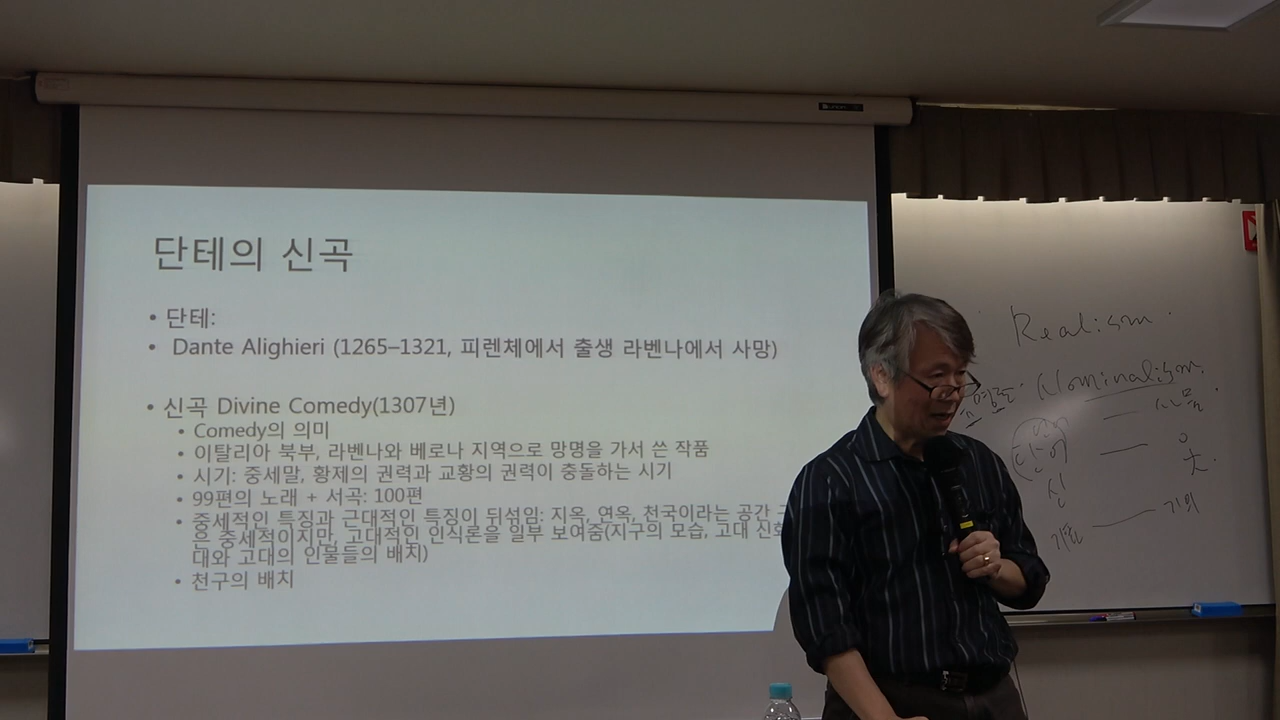 단테의 신곡
• 단테:
• Dante Alighieri (1265–1321, 피렌체에서 출생 라벤나에서 사망)
• 신곡 Divine Comedy(1307년)
• Comedy의 의미
• 이탈리아 북부, 라벤나와 베로나 지역으로 망명을 가서 쓴 작품
• 시기: 중세말, 황제의 권력과 교황의 권력이 충돌하는 시기
• 99편의 노래 + 서곡: 100편
• 중세적인 특징과 근대적인 특징이 뒤섞임: 지옥, 연옥, 천국이라는 공간
은 중세적이지만, 고대적인 인식론을 일부 보여줌(지구의 모습, 고대 신화
대와 고대의 인물들의 배치)
• 천구의 배치
Realism
Nominalism
단어
신